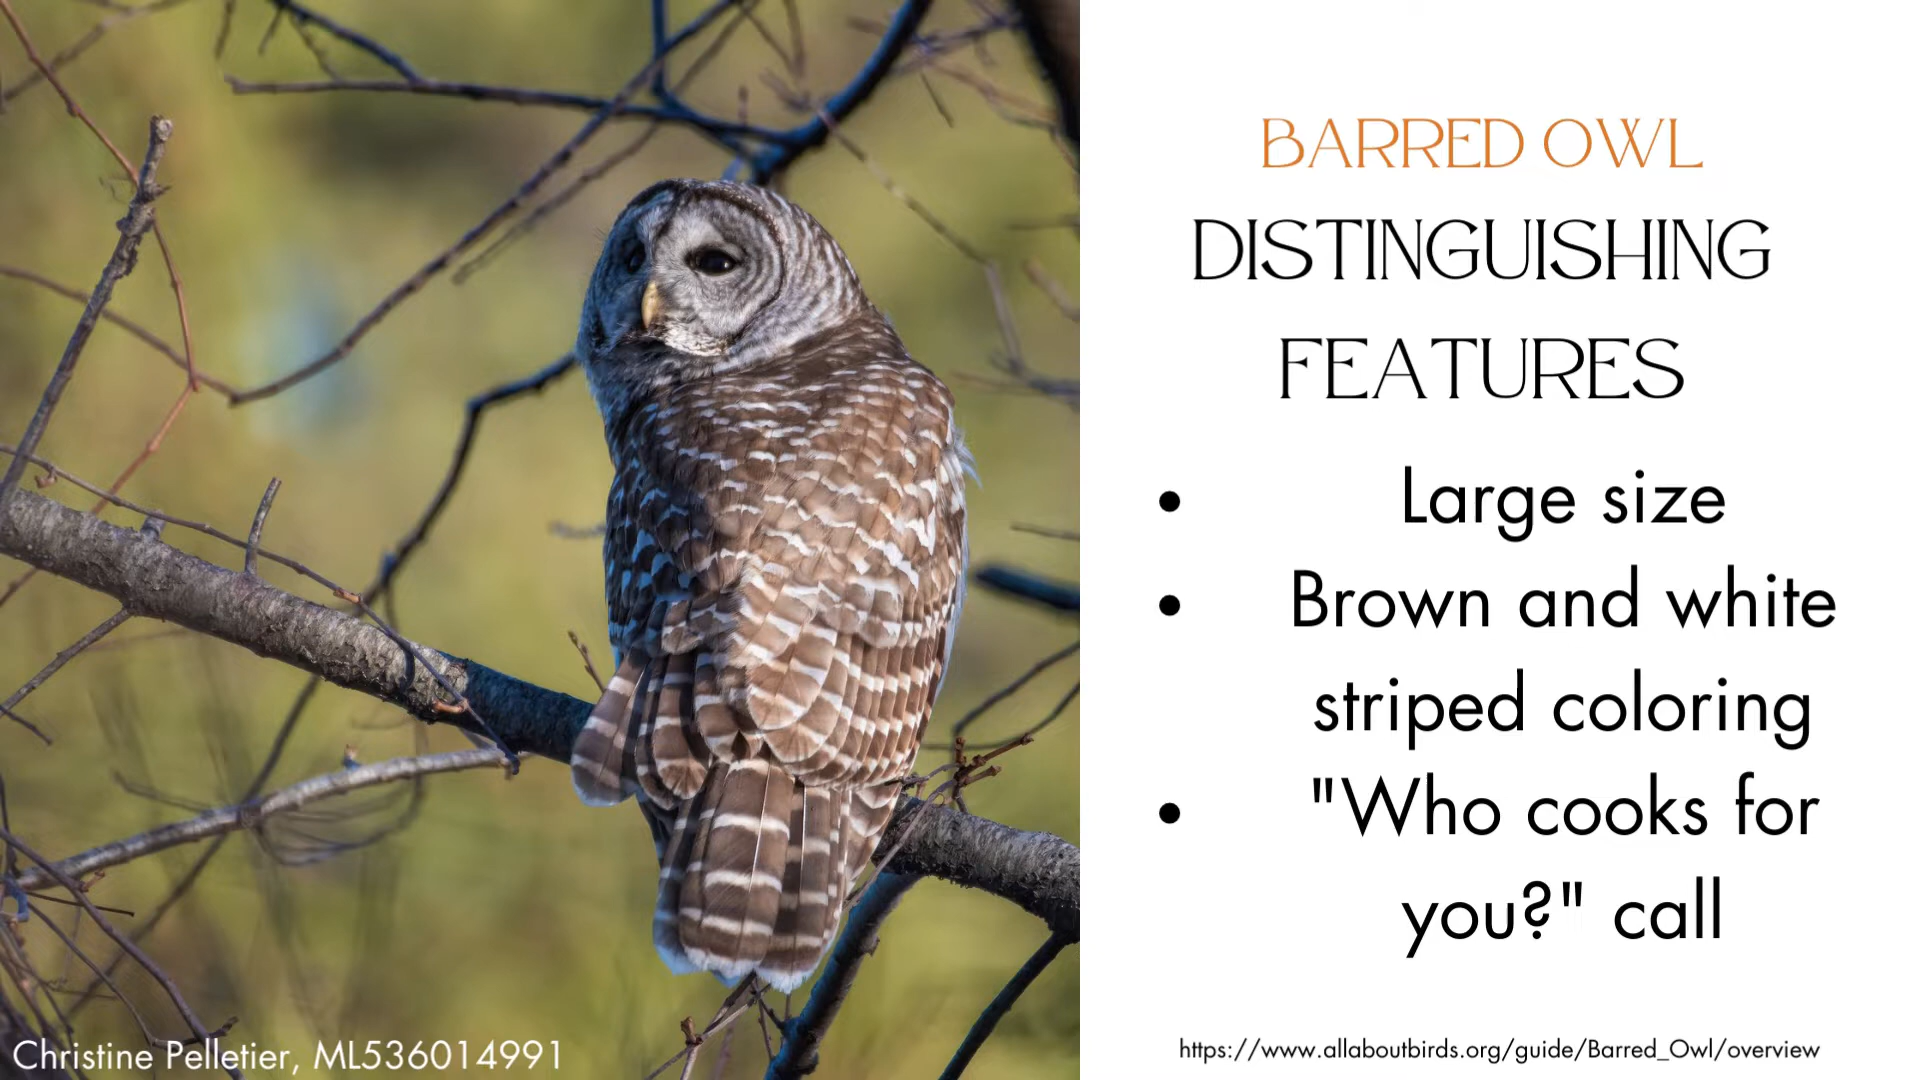 BARRED OWL
DISTINGUISHING
FEATURES
• Large size
• Brown and white
striped coloring
• "Who cooks for
you?" call
https://www.allaboutbirds.org/guide/Barred_Owl/overview
Christine Pelletier, ML536014991